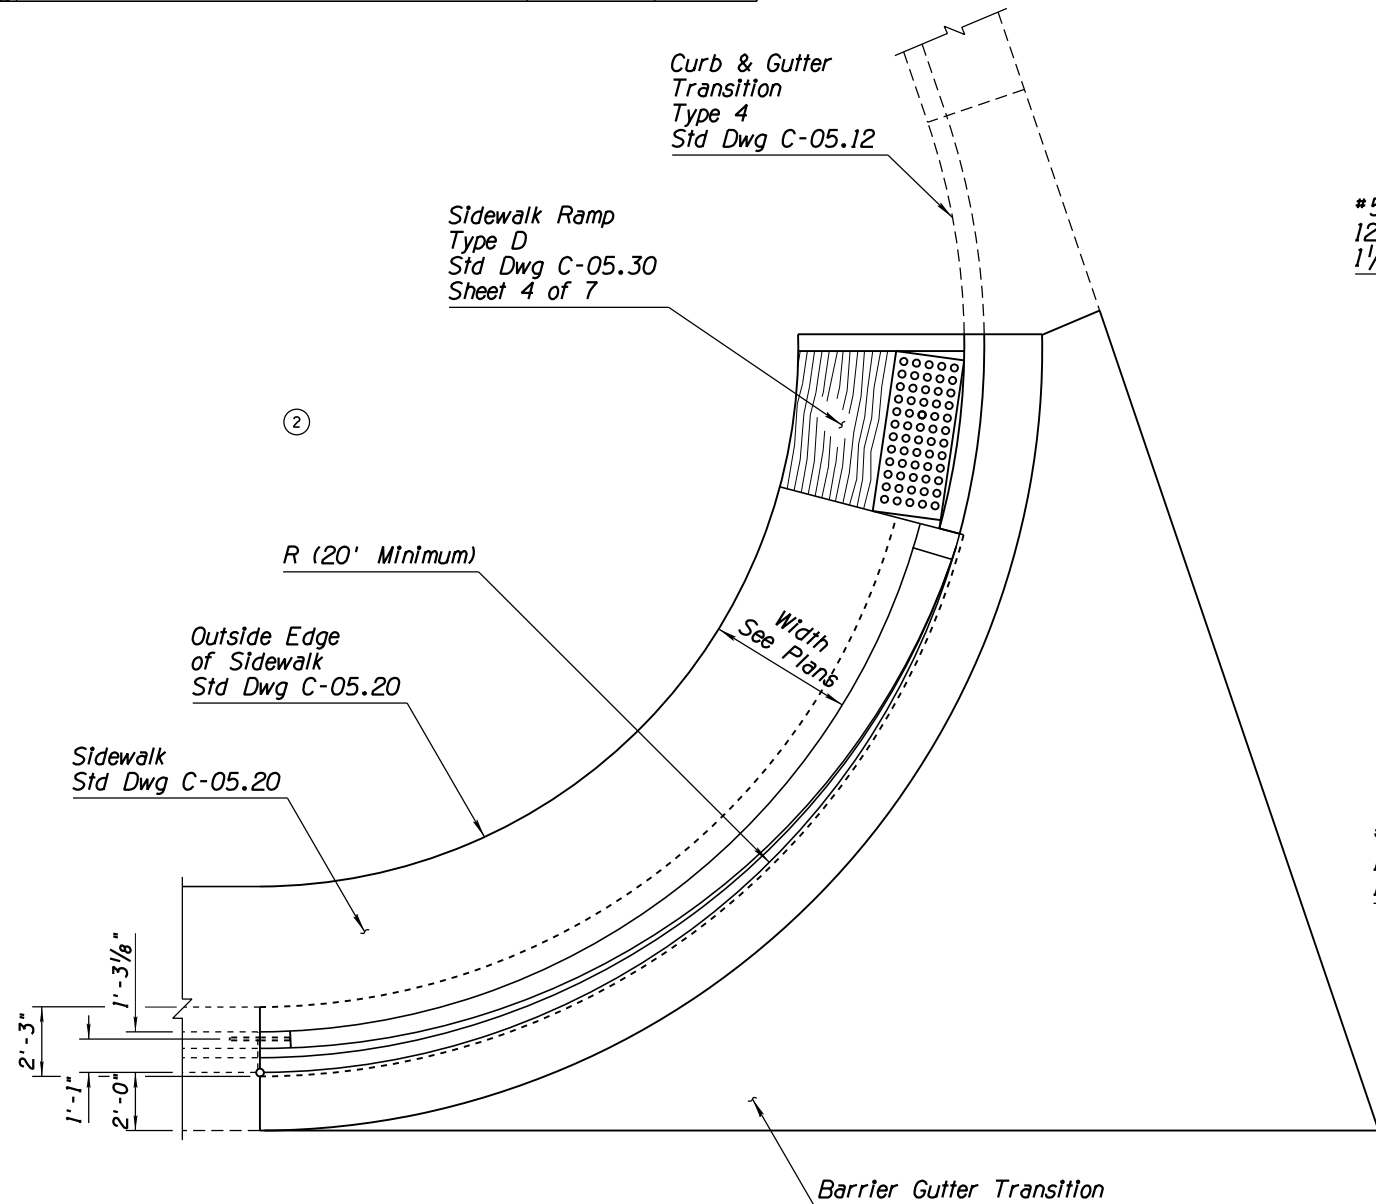 Curb & Gutter
Transition
Type 4
Std Dwg C-05.12
Sidewalk Ramp
Type D
Std Dwg C-05.30
Sheet 4 of 7
#5
12
2
R (20' Minimum)
Width
See Plans
Outside Edge
of Sidewalk
Std Dwg C-05.20
Sidewalk
Std Dwg C-05.20
1'-3⅛"
2'-3"
1'-1"
2'-0"
Barrier Gutter Transition